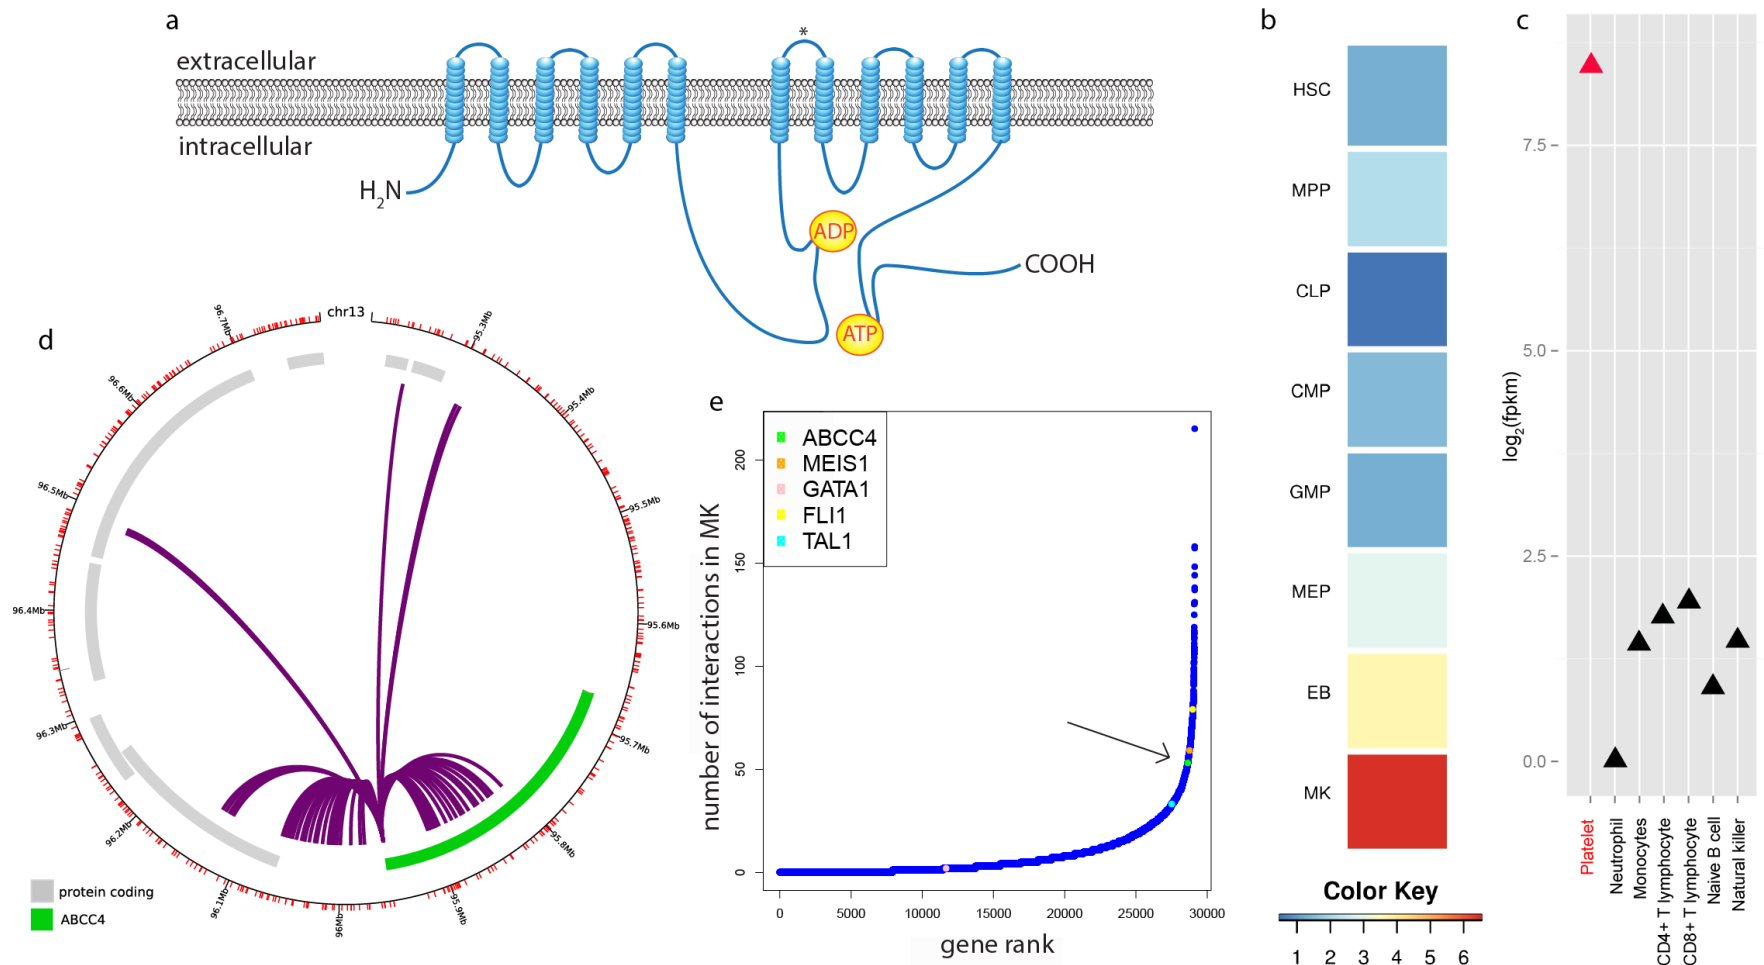 a
extracellular
intracellular
*
H2N
ADP
ATP
COOH
b
HSC
MPP
CLP
CMP
GMP
MEP
EB
MK
Color Key
1 2 3 4 5 6
c
7.5
5.0
2.5
0.0
log2(fpkm)
Platelet
Neutrophil
Monocytes
CD4+ T lymphocyte
CD8+ T lymphocyte
Naive B cell
Natural killer
d
chr13
95.3Mb
95.4Mb
95.5Mb
95.6Mb
95.7Mb
95.8Mb
95.9Mb
96Mb
96.1Mb
96.2Mb
96.3Mb
96.4Mb
96.5Mb
96.6Mb
96.7Mb
protein coding
ABCC4
e
ABCC4
MEIS1
GATA1
FLI1
TAL1
number of interactions in MK
0 50 100 150 200
0 5000 10000 15000 20000 25000 30000
gene rank